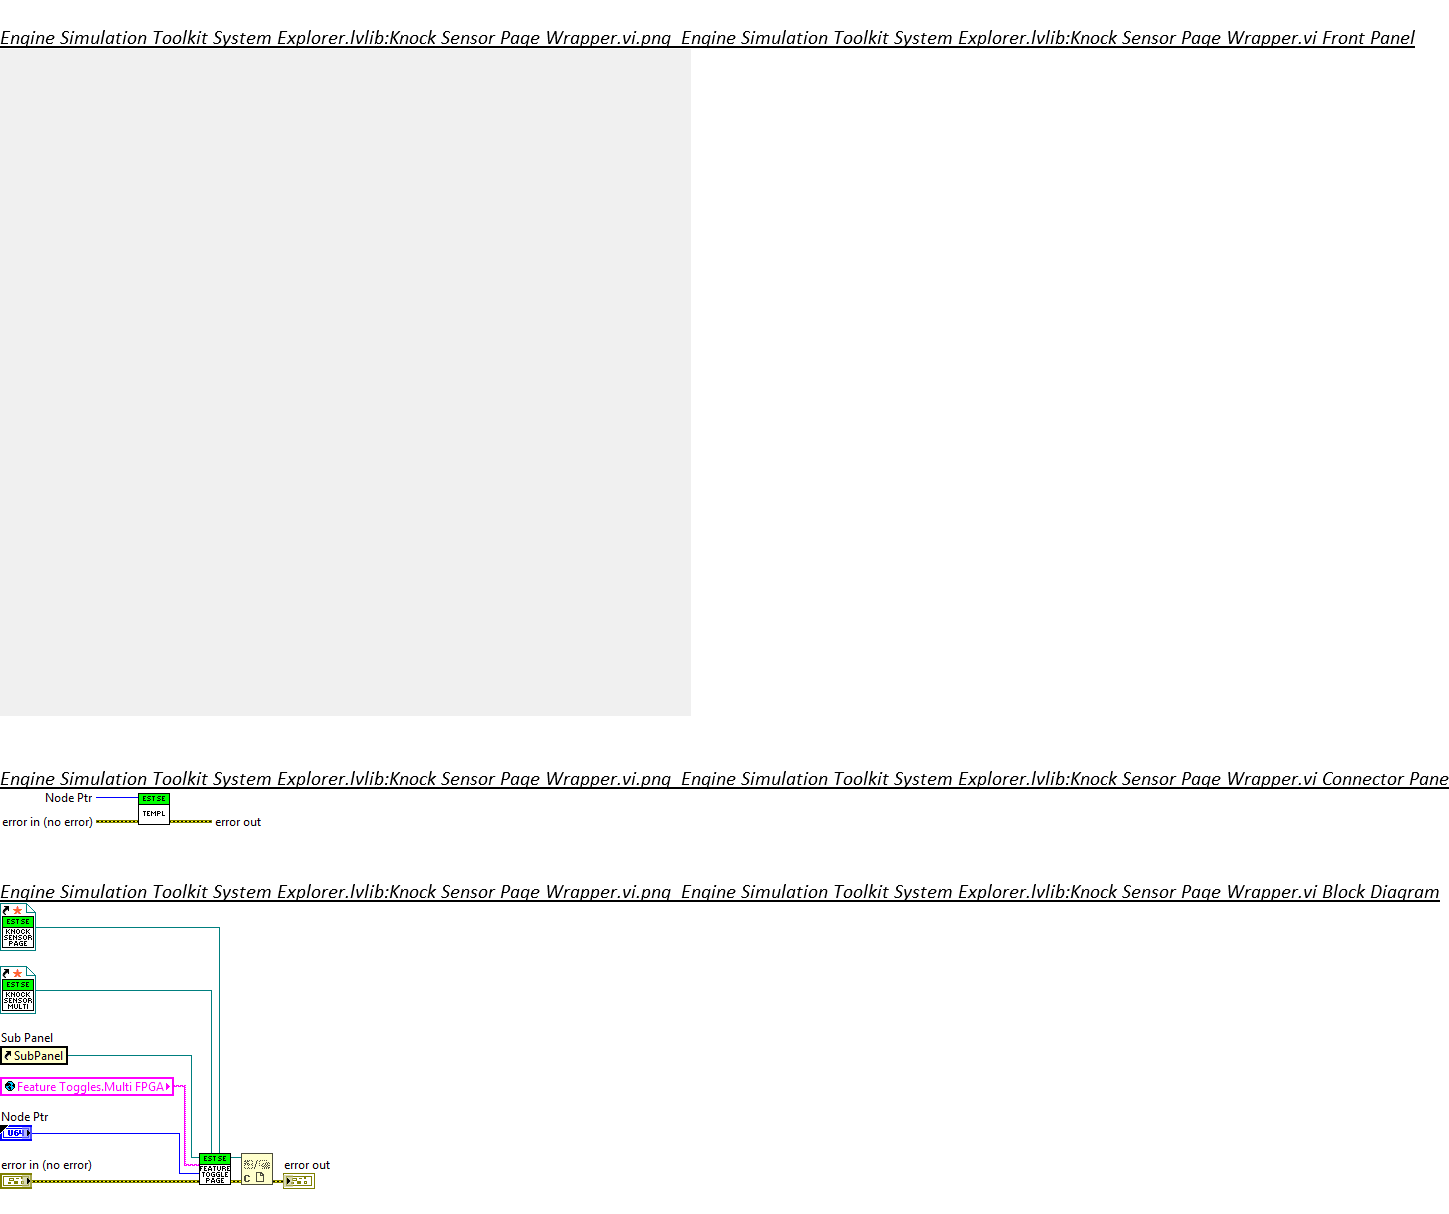 Engine Simulation Toolkit System Explorer.lvlib:Knock Sensor Page Wrapper.vi.png Engine Simulation Toolkit System Explorer.lvlib:Knock Sensor Page Wrapper.vi Front Panel
Engine Simulation Toolkit System Explorer.lvlib:Knock Sensor Page Wrapper.vi.png Engine Simulation Toolkit System Explorer.lvlib:Knock Sensor Page Wrapper.vi Connector Pane
Node Ptr
EST SE
TEMPL
error in (no error)
error out
Engine Simulation Toolkit System Explorer.lvlib:Knock Sensor Page Wrapper.vi.png Engine Simulation Toolkit System Explorer.lvlib:Knock Sensor Page Wrapper.vi Block Diagram
EST SE
KNOCK
SENSOR
PAGE
EST SE
KNOCK
SENSOR
MULTI
Sub Panel
SubPanel
Feature Toggles.Multi FPGA
Node Ptr
U64
error in (no error)
EST SE
FEATURE
TOGGLE
PAGE
C
error out